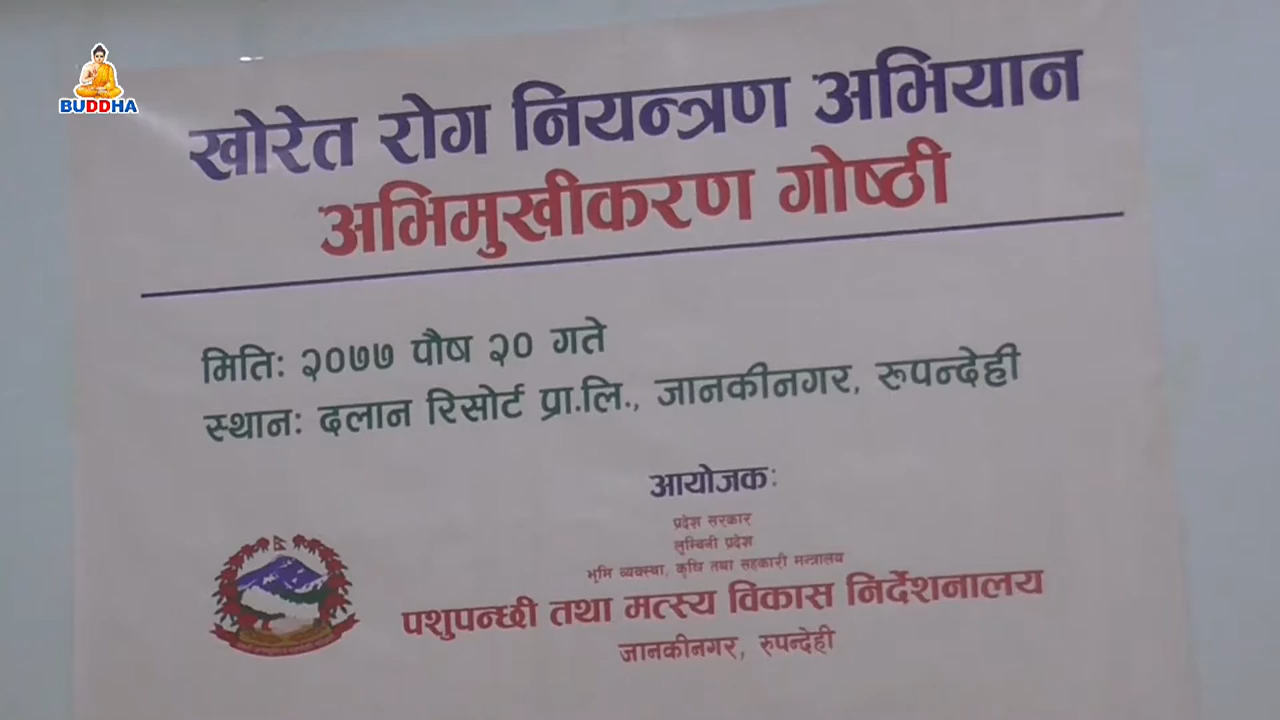 BUDDHA
खोरेत रोग नियन्त्रण अभियान
अभिमुखीकरण गोष्ठी
मितिः २०७७ पौष २० गते
स्थानः दलान रिसोर्ट प्रा.लि., जानकीनगर, रुपन्देही
आयोजकः
प्रदेश सरकार
लुम्बिनी प्रदेश
भूमि व्यवस्था, कृषि तथा सहकारी मन्त्रालय
पशुपन्छी तथा मत्स्य विकास निर्देशनालय
जानकीनगर, रुपन्देही